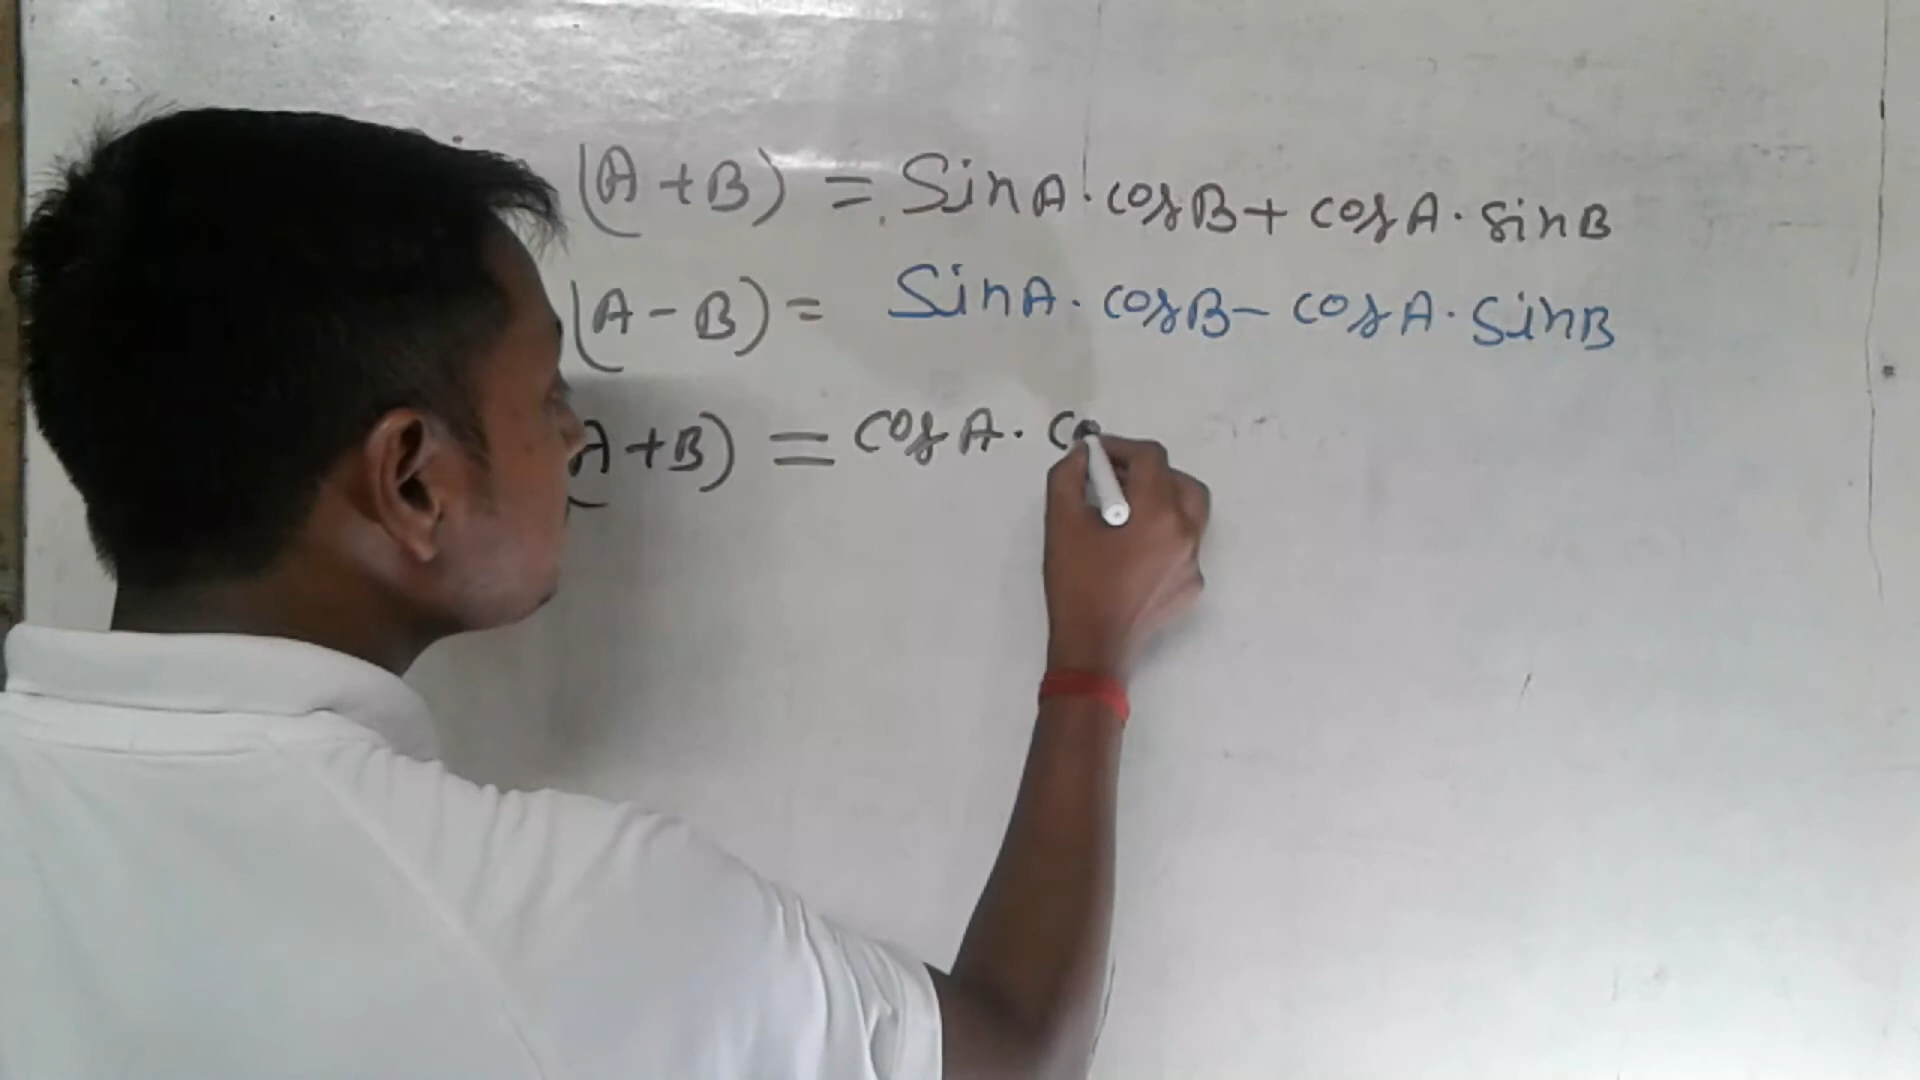 (A + B) = SinA · cosB + cosA · sinB
(A - B) = SinA · cosB - cosA · SinB
(A + B) = cosA · co